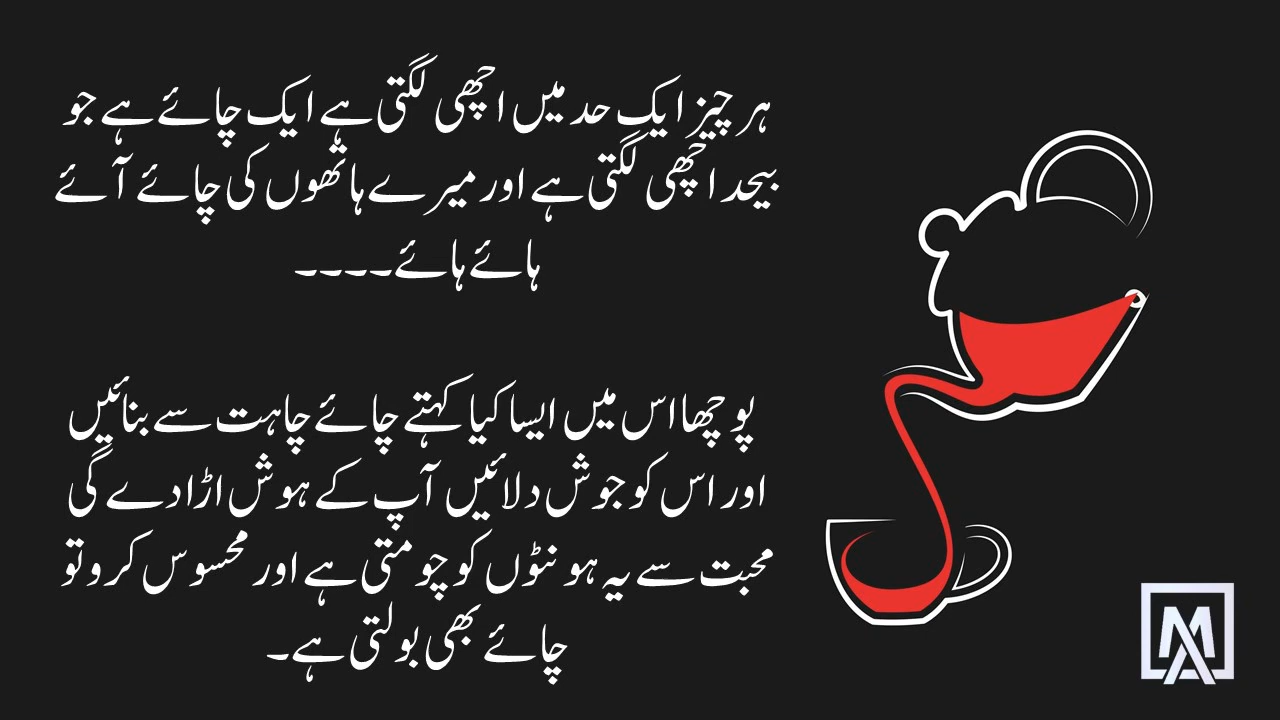 ہر چیز ایک حد میں اچھی لگتی ہے ایک چائے ہے جو
بیحد اچھی لگتی ہے اور میرے ہاتھوں کی چائے آئے
ہائے ہائے۔۔۔۔
پوچھا اس میں ایسا کیا کہتے چائے چاہت سے بنائیں
اور اس کو جوش دلائیں آپ کے ہوش اڑا دے گی
محبت سے یہ ہونٹوں کو چومتی ہے اور محسوس کرو تو
چائے بھی بولتی ہے۔
MA